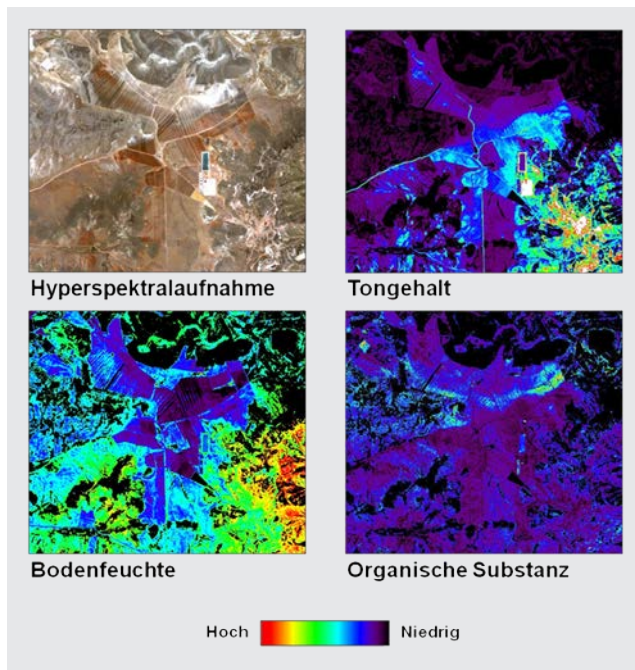 Hyperspektralaufnahme
Tongehalt
Bodenfeuchte
Organische Substanz
Hoch
Niedrig